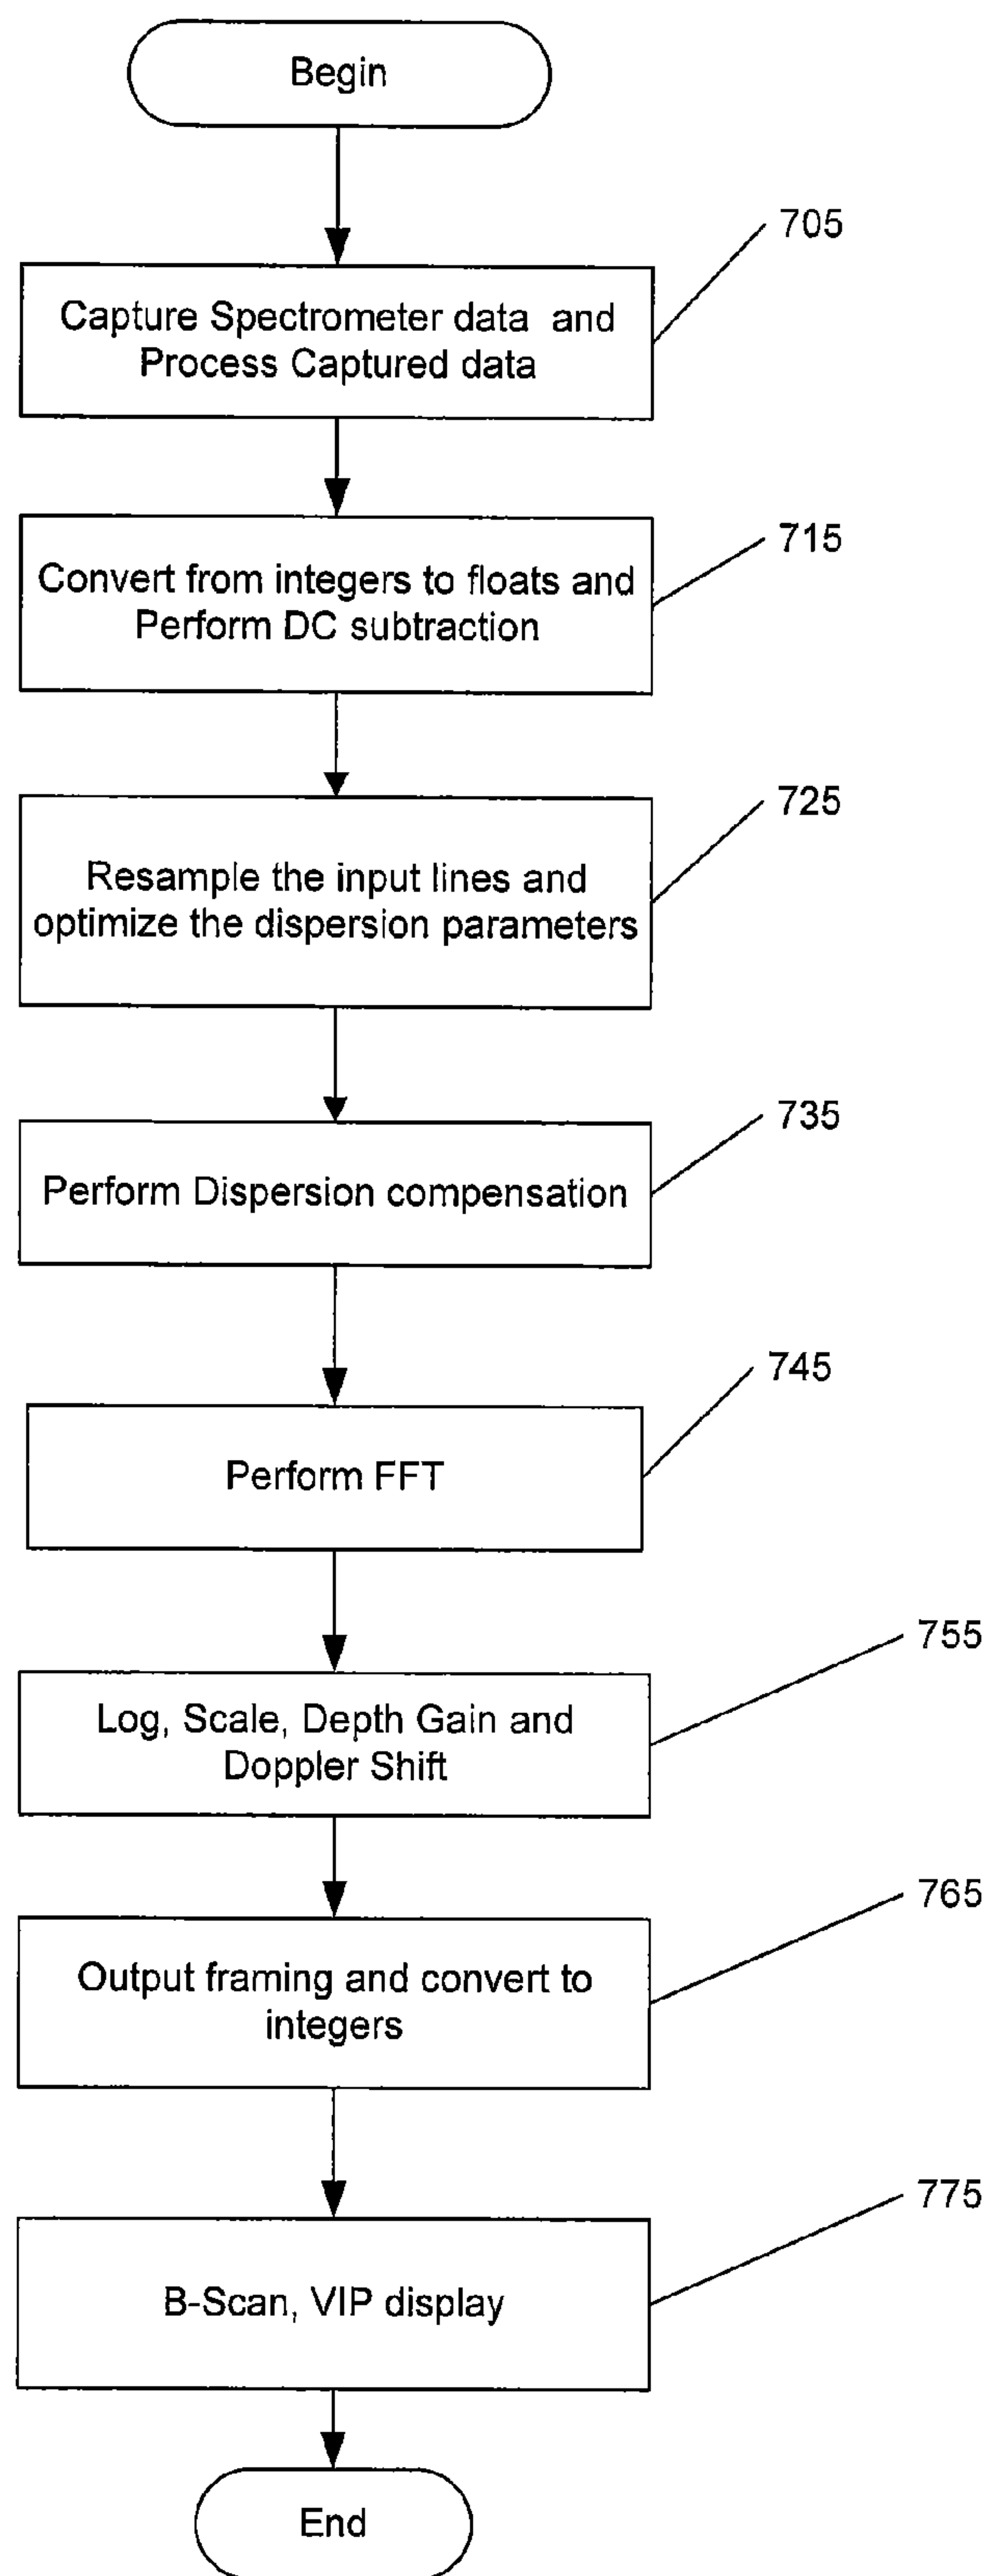 Begin
705
Capture Spectrometer data and
Process Captured data
715
Convert from integers to floats and
Perform DC subtraction
725
Resample the input lines and
optimize the dispersion parameters
735
Perform Dispersion compensation
745
Perform FFT
755
Log, Scale, Depth Gain and
Doppler Shift
765
Output framing and convert to
integers
775
B-Scan, VIP display
End